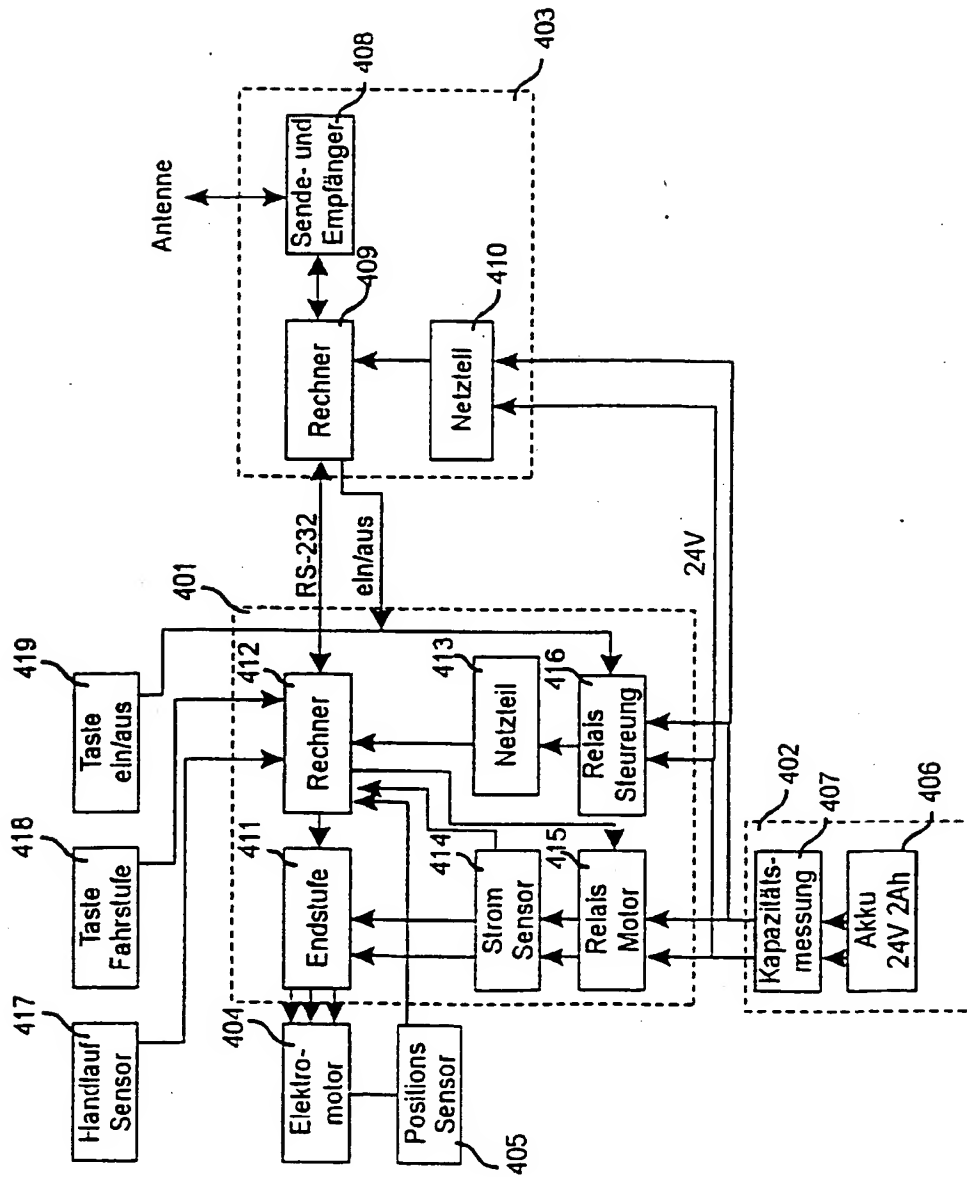 Handlauf
Sensor
417
Taste
Fahrstufe
418
Taste
ein/aus
419
Antenne
Elektro-
motor
404
Positions
Sensor
405
401
Endstufe
411
Rechner
412
Strom
Sensor
414
Netzteil
413
Relais
Motor
415
Relais
Steureung
416
RS-232
ein/aus
24V
Rechner
409
Sende- und
Empfänger
408
Netzteil
410
403
402
Kapazitäts-
messung
407
Akku
24V 2Ah
406